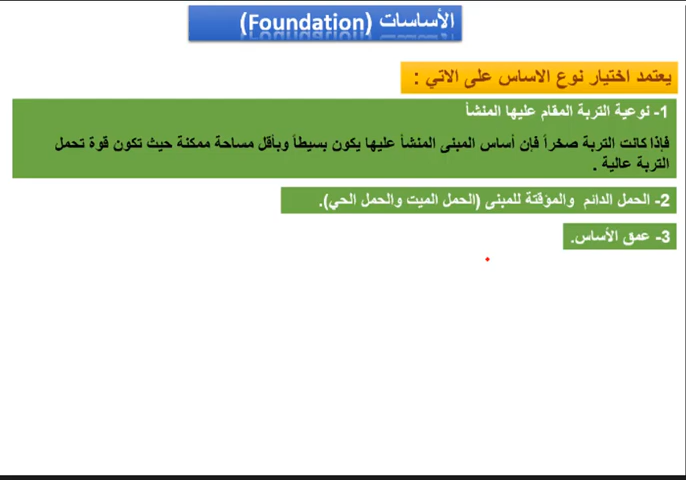 الأساسات (Foundation)
يعتمد اختيار نوع الاساس على الاتي :
1- نوعية التربة المقام عليها المنشأ
فإذا كانت التربة صخراً فإن أساس المبنى المنشأ عليها يكون بسيطاً وبأقل مساحة ممكنة حيث تكون قوة تحمل
التربة عالية .
2- الحمل الدائم والمؤقتة للمبنى (الحمل الميت والحمل الحي).
3- عمق الأساس.